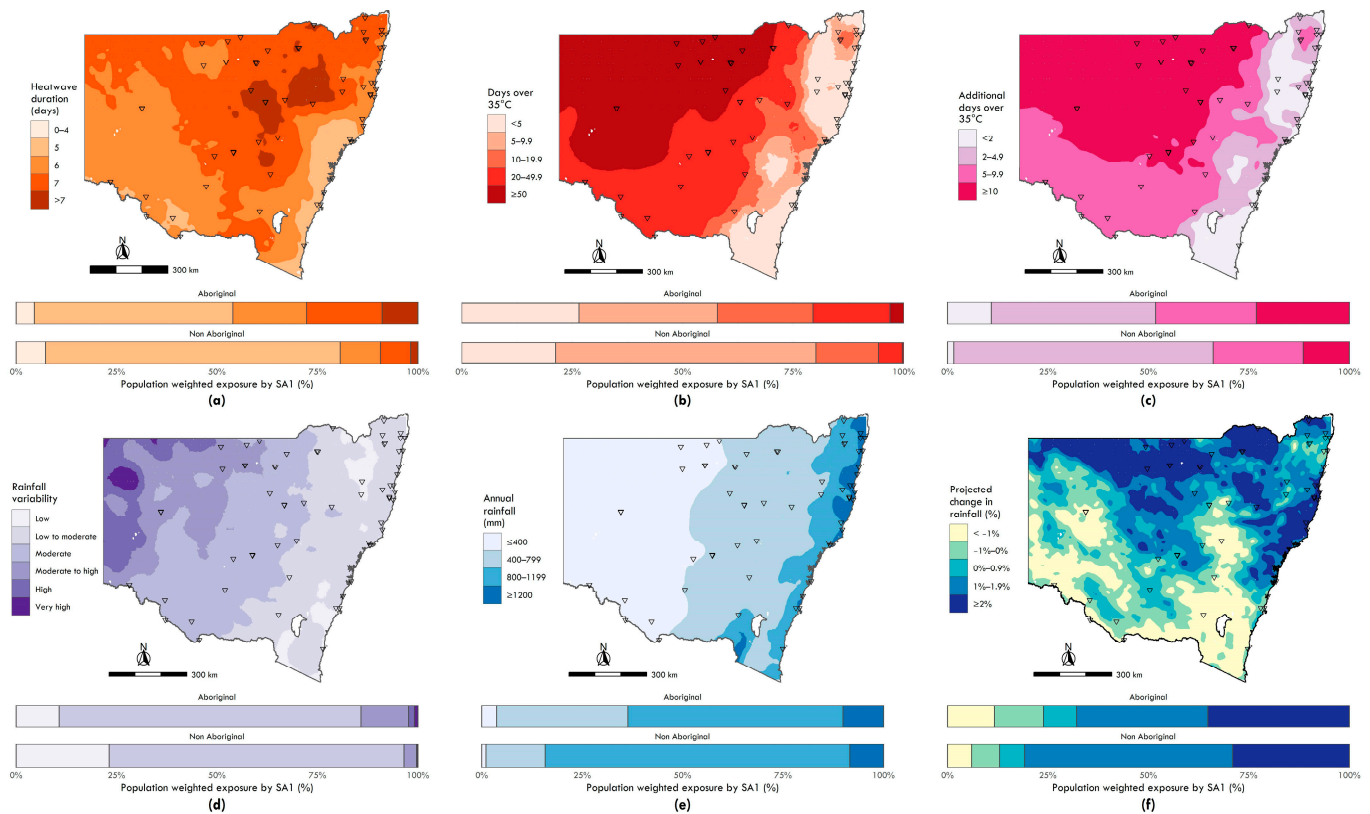 Heatwave
duration
(days)
0–4
5
6
7
>7
N
300 km
Aboriginal
Non Aboriginal
0%
25%
50%
75%
100%
Population weighted exposure by SA1 (%)
(a)
Days over
35°C
<5
5–9.9
10–19.9
20–49.9
≥50
N
300 km
Aboriginal
Non Aboriginal
0%
25%
50%
75%
100%
Population weighted exposure by SA1 (%)
(b)
Additional
days over
35°C
<2
2–4.9
5–9.9
≥10
N
300 km
Aboriginal
Non Aboriginal
0%
25%
50%
75%
100%
Population weighted exposure by SA1 (%)
(c)
Rainfall
variability
Low
Low to moderate
Moderate
Moderate to high
High
Very high
N
300 km
Aboriginal
Non Aboriginal
0%
25%
50%
75%
100%
Population weighted exposure by SA1 (%)
(d)
Annual
rainfall
(mm)
≤400
400–799
800–1199
≥1200
N
300 km
Aboriginal
Non Aboriginal
0%
25%
50%
75%
100%
Population weighted exposure by SA1 (%)
(e)
Projected
change in
rainfall (%)
< –1%
–1%–0%
0%–0.9%
1%–1.9%
≥2%
N
300 km
Aboriginal
Non Aboriginal
0%
25%
50%
75%
100%
Population weighted exposure by SA1 (%)
(f)